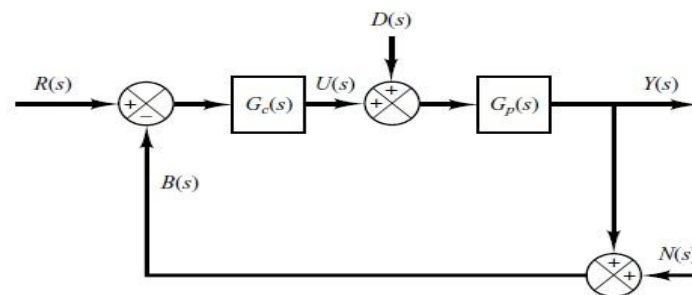 D(s)
R(s)
+
−
G_c(s)
U(s)
+
+
G_p(s)
Y(s)
B(s)
+
+
N(s)